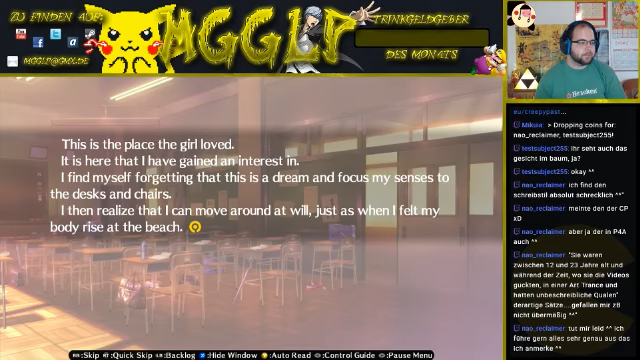 ZU FINDEN AUF:
MGGLP@GMX.DE
MGGLP
TRINKGELDGEBER
DES MONATS
This is the place the girl loved.
It is here that I have gained an interest in.
I find myself forgetting that this is a dream and focus my senses to
the desks and chairs.
I then realize that I can move around at will, just as when I felt my
body rise at the beach.
:Skip :Quick Skip :Backlog :Hide Window :Auto Read :Control Guide :Pause Menu
eu/creepypast...
Mikuia: > Dropping coins for:
nao_reclaimer, testsubject255!
testsubject255: ihr seht auch das
gesicht im baum, ja?
testsubject255: okay ^^
nao_reclaimer: ich find den
schreibstil absolut schrecklich ^^"
nao_reclaimer: meinte den der CP
xD
nao_reclaimer: aber ja der in P4A
auch ^^
nao_reclaimer: "Sie waren
zwischen 12 und 23 Jahre alt und
während der Zeit, wo sie die Videos
guckten, in einer Art Trance und
hatten unbeschreibliche Qualen"
derartige Sätze....gefallen mir zB
nicht übermäßig ^^"
nao_reclaimer: tut mir leid ^^ ich
führe gern alles sehr genau aus das
ich anmerke ^^